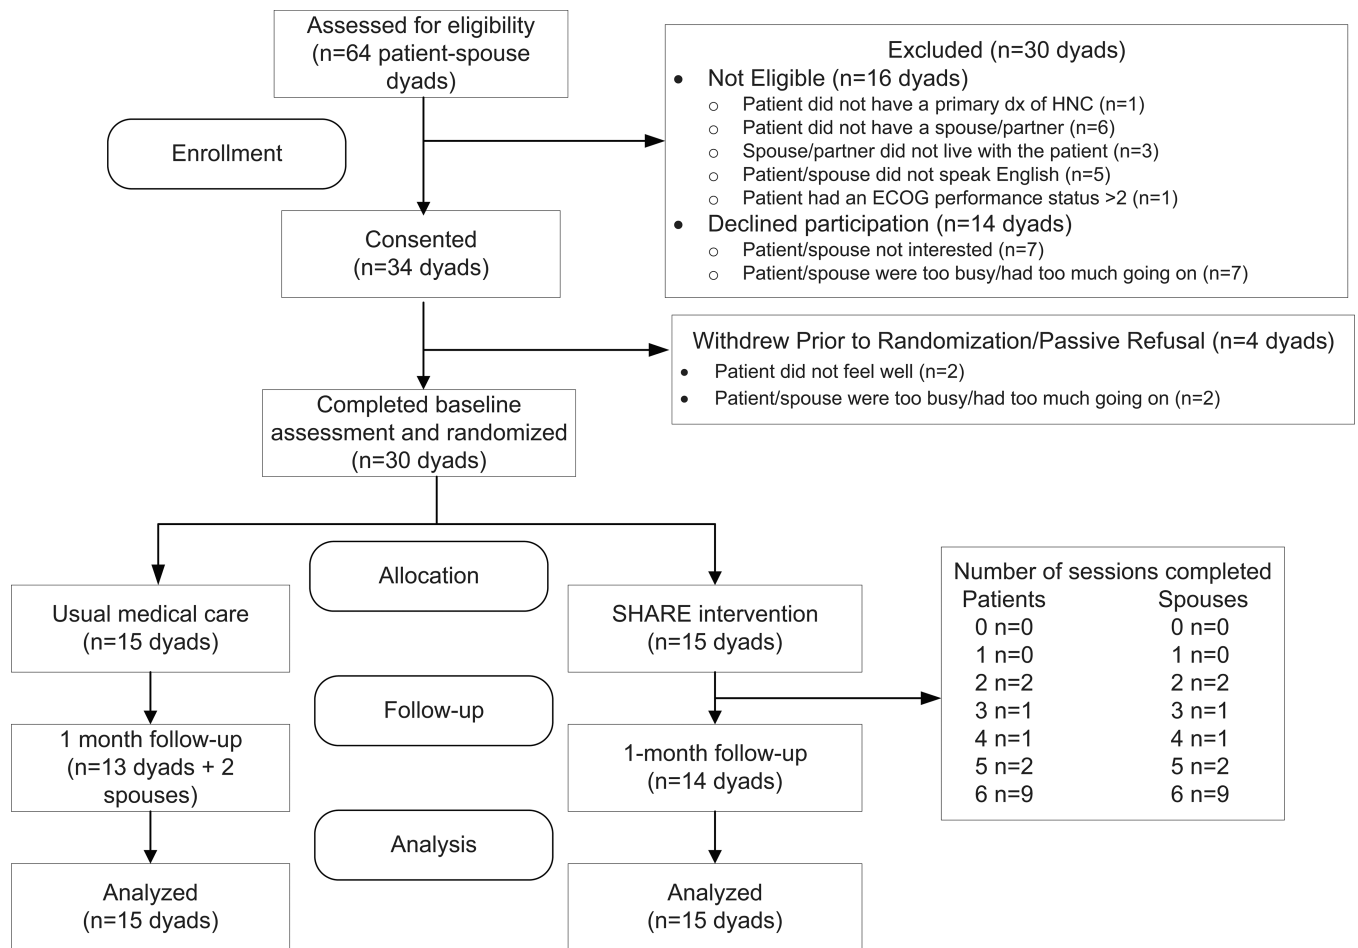 Assessed for eligibility
(n=64 patient-spouse
dyads)
Excluded (n=30 dyads)
• Not Eligible (n=16 dyads)
o Patient did not have a primary dx of HNC (n=1)
o Patient did not have a spouse/partner (n=6)
o Spouse/partner did not live with the patient (n=3)
o Patient/spouse did not speak English (n=5)
o Patient had an ECOG performance status >2 (n=1)
• Declined participation (n=14 dyads)
o Patient/spouse not interested (n=7)
o Patient/spouse were too busy/had too much going on (n=7)
Enrollment
Consented
(n=34 dyads)
Withdrew Prior to Randomization/Passive Refusal (n=4 dyads)
• Patient did not feel well (n=2)
• Patient/spouse were too busy/had too much going on (n=2)
Completed baseline
assessment and randomized
(n=30 dyads)
Allocation
Usual medical care
(n=15 dyads)
SHARE intervention
(n=15 dyads)
Number of sessions completed
Patients Spouses
0 n=0 0 n=0
1 n=0 1 n=0
2 n=2 2 n=2
3 n=1 3 n=1
4 n=1 4 n=1
5 n=2 5 n=2
6 n=9 6 n=9
Follow-up
1 month follow-up
(n=13 dyads + 2
spouses)
1-month follow-up
(n=14 dyads)
Analysis
Analyzed
(n=15 dyads)
Analyzed
(n=15 dyads)